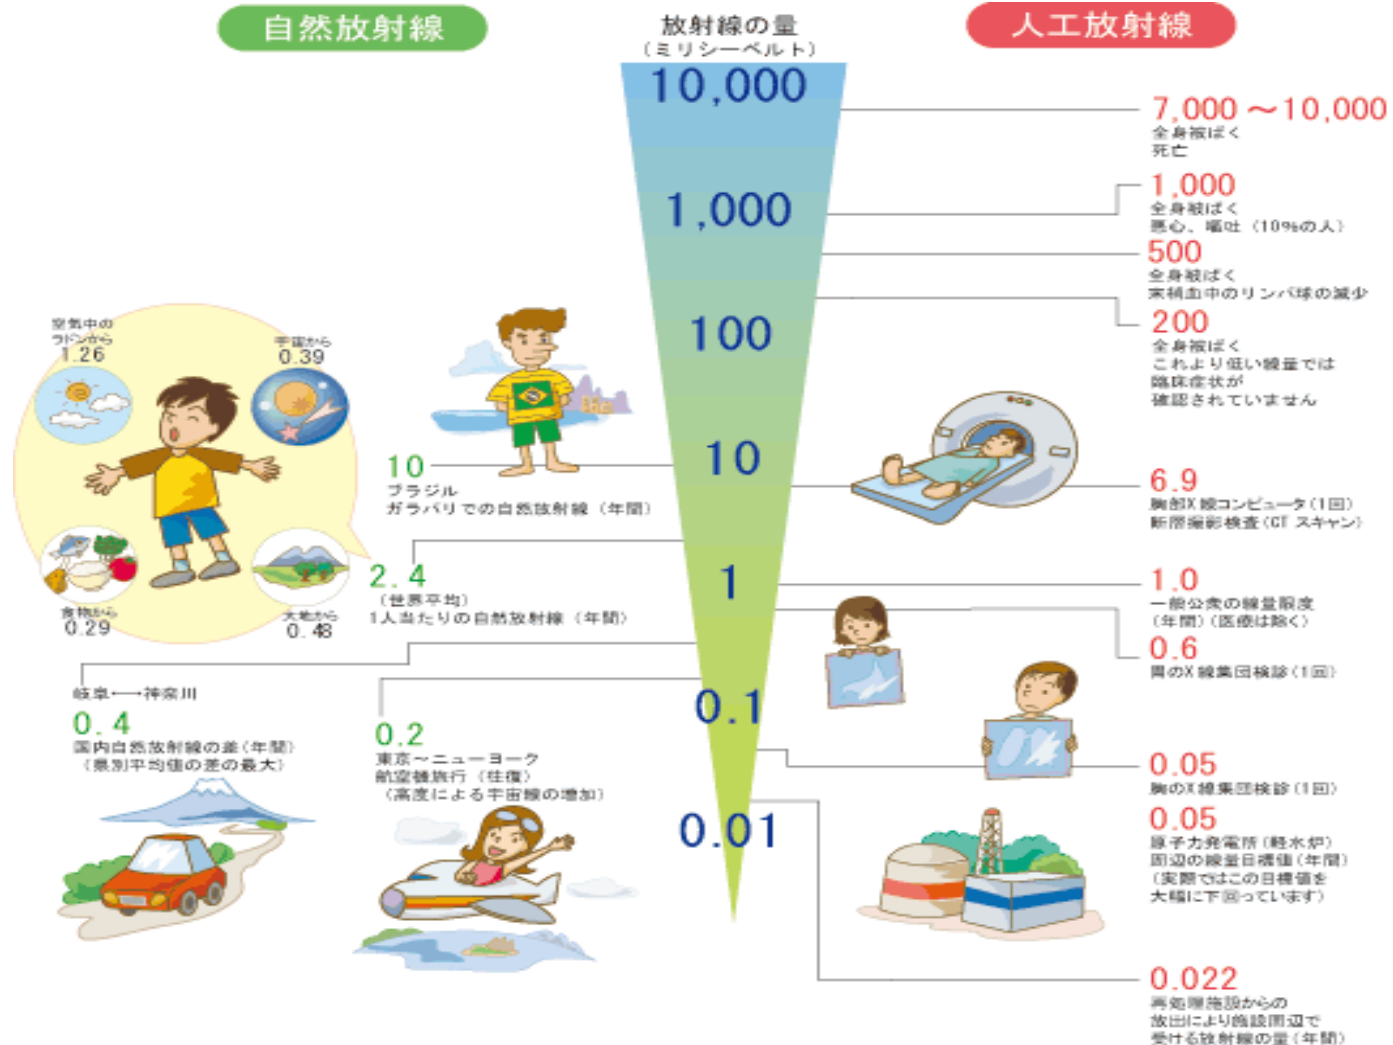 自然放射線
放射線の量
(ミリシーベルト)
人工放射線
10,000
1,000
100
10
1
0.1
0.01
空気中の
ラドンから
1.26
宇宙から
0.39
食物から
0.29
大地から
0.48
10
ブラジル
ガラパリでの自然放射線(年間)
2.4
(世界平均)
1人当たりの自然放射線(年間)
岐阜⟷神奈川
0.4
国内自然放射線の差(年間)
(県別平均値の差の最大)
0.2
東京~ニューヨーク
航空機旅行(往復)
(高度による宇宙線の増加)
7,000~10,000
全身被ばく
死亡
1,000
全身被ばく
悪心、嘔吐(10%の人)
500
全身被ばく
末梢血中のリンパ球の減少
200
全身被ばく
これより低い線量では
臨床症状が
確認されていません
6.9
胸部X線コンピュータ(1回)
断層撮影検査(CTスキャン)
1.0
一般公衆の線量限度
(年間)(医療は除く)
0.6
胃のX線集団検診(1回)
0.05
胸のX線集団検診(1回)
0.05
原子力発電所(軽水炉)
周辺の線量目標値(年間)
(実際ではこの目標値を
大幅に下回っています)
0.022
再処理施設からの
放出により施設周辺で
受ける放射線の量(年間)